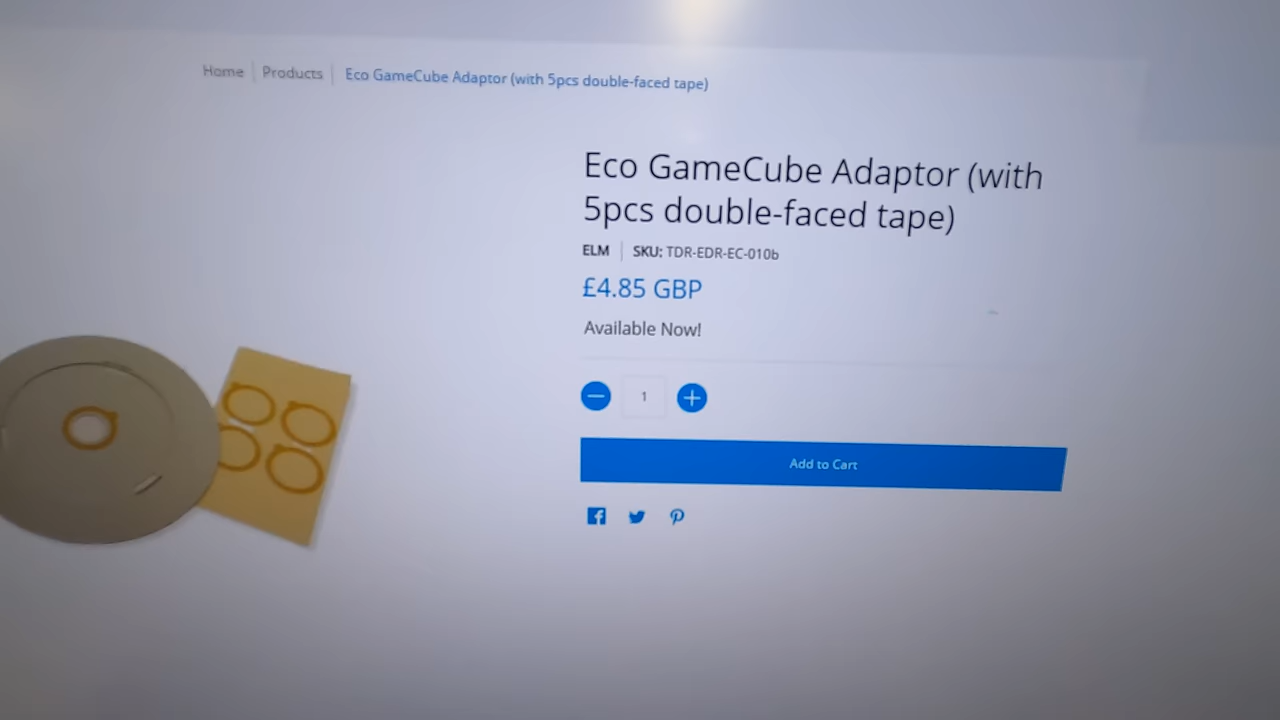 Home Products Eco GameCube Adaptor (with 5pcs double-faced tape)
Eco GameCube Adaptor (with
5pcs double-faced tape)
ELM SKU: TDR-EDR-EC-010b
£4.85 GBP
Available Now!
1
Add to Cart